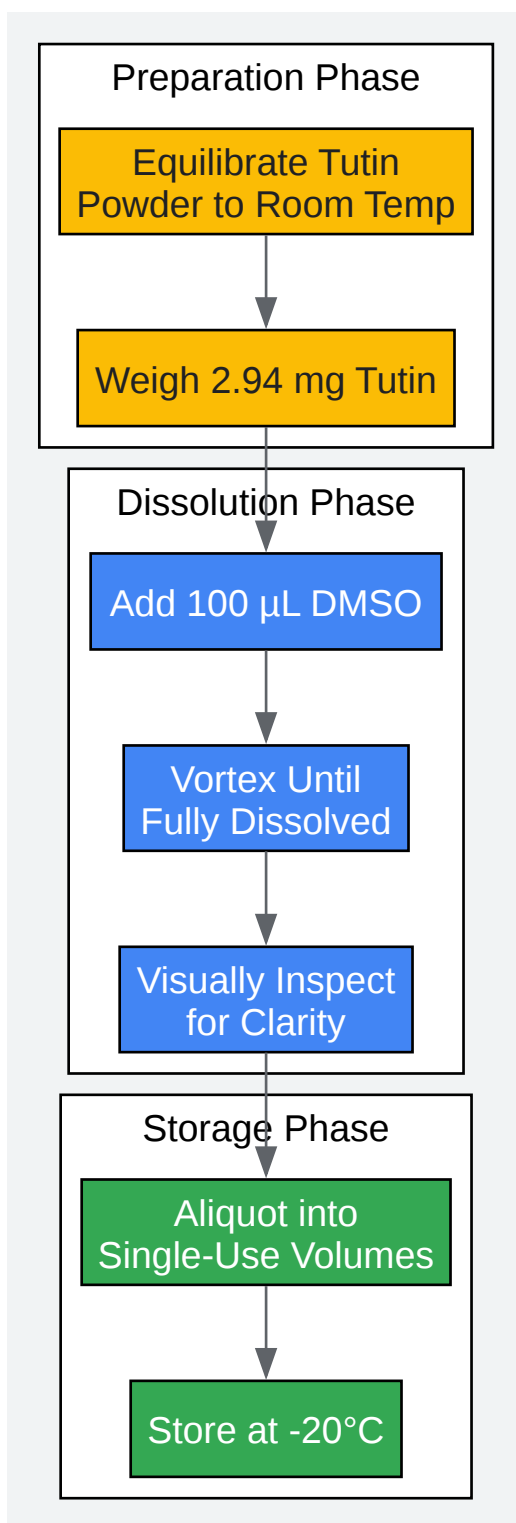 Preparation Phase
Equilibrate Tutin
Powder to Room Temp
Weigh 2.94 mg Tutin
Dissolution Phase
Add 100 µL DMSO
Vortex Until
Fully Dissolved
Visually Inspect
for Clarity
Storage Phase
Aliquot into
Single-Use Volumes
Store at -20°C